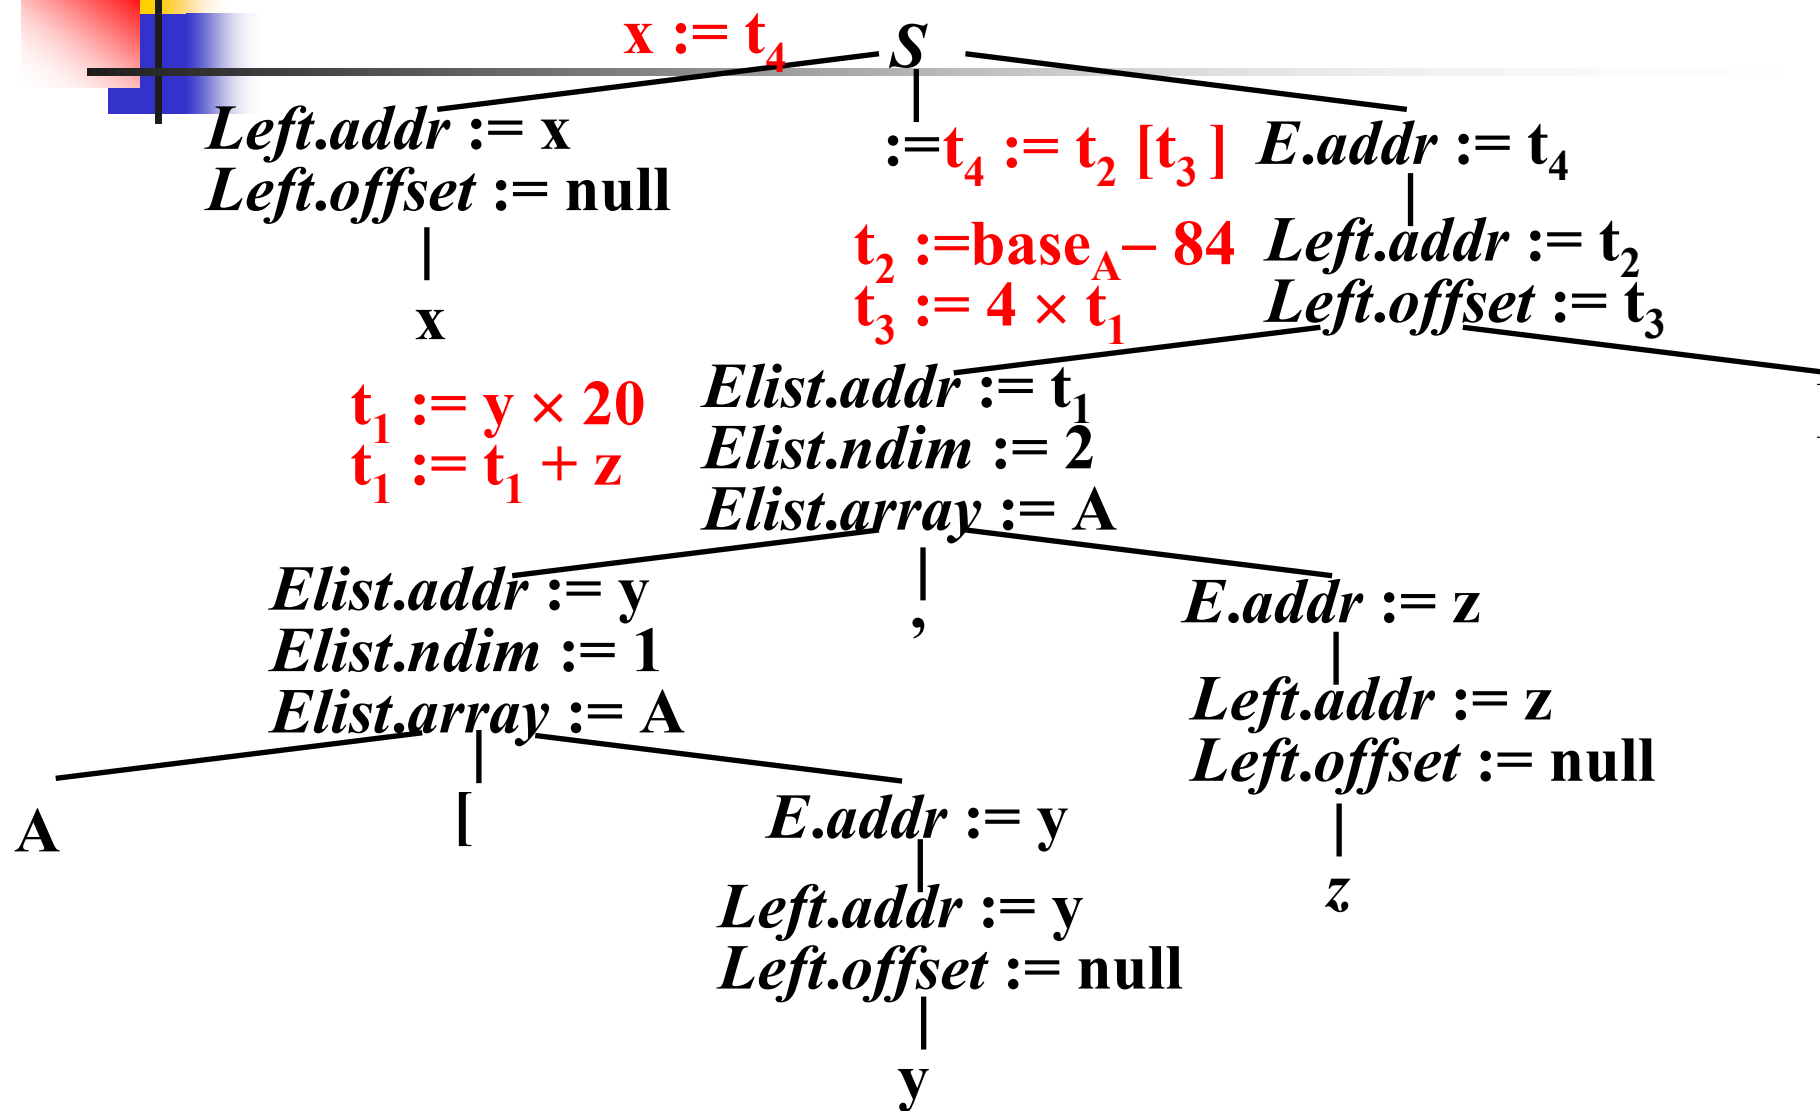 x := t₄
S
Left.addr := x
Left.offset := null
:=
t₄ := t₂ [t₃ ]
E.addr := t₄
t₂ :=base_A– 84
t₃ := 4 × t₁
Left.addr := t₂
Left.offset := t₃
x
t₁ := y × 20
t₁ := t₁ + z
Elist.addr := t₁
Elist.ndim := 2
Elist.array := A
Elist.addr := y
Elist.ndim := 1
Elist.array := A
,
E.addr := z
Left.addr := z
Left.offset := null
A
[
E.addr := y
z
Left.addr := y
Left.offset := null
y